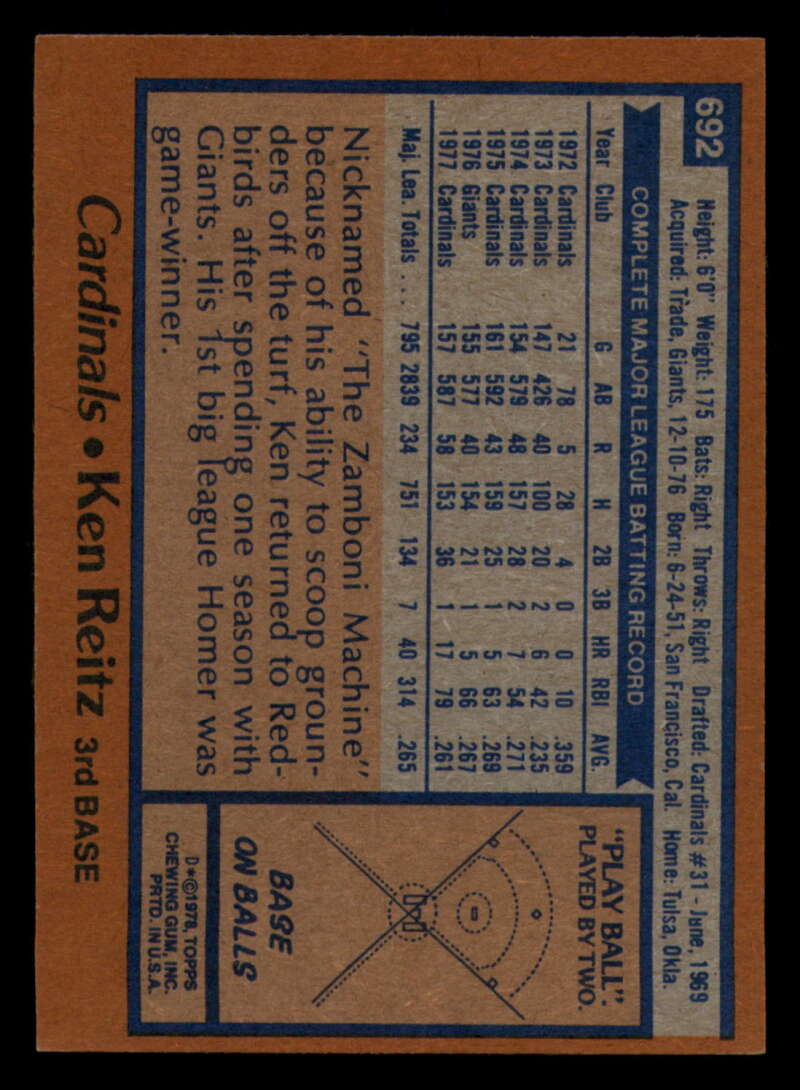 692
Height: 6'0" Weight: 175 Bats: Right Throws: Right Drafted: Cardinals #31 - June, 1969
Acquired: Trade, Giants, 12-10-76 Born: 6-24-51, San Francisco, Cal. Home: Tulsa, Okla.
COMPLETE MAJOR LEAGUE BATTING RECORD
Year Club G AB R H 2B 3B HR RBI AVG.
1972 Cardinals 21 78 5 28 4 0 0 10 .359
1973 Cardinals 147 426 40 100 20 2 6 42 .235
1974 Cardinals 154 579 48 157 28 2 7 54 .271
1975 Cardinals 161 592 43 159 25 1 5 63 .269
1976 Giants 155 577 40 154 21 1 5 66 .267
1977 Cardinals 157 587 58 153 36 1 17 79 .261
Maj. Lea. Totals . . . 795 2839 234 751 134 7 40 314 .265
Nicknamed "The Zamboni Machine"
because of his ability to scoop groun-
ders off the turf, Ken returned to Red-
birds after spending one season with
Giants. His 1st big league Homer was
game-winner.
"PLAY BALL":
PLAYED BY TWO.
BASE
ON BALLS
D*©1978, TOPPS
CHEWING GUM, INC.
PRTD. IN U.S.A.
Cardinals • Ken Reitz 3rd BASE